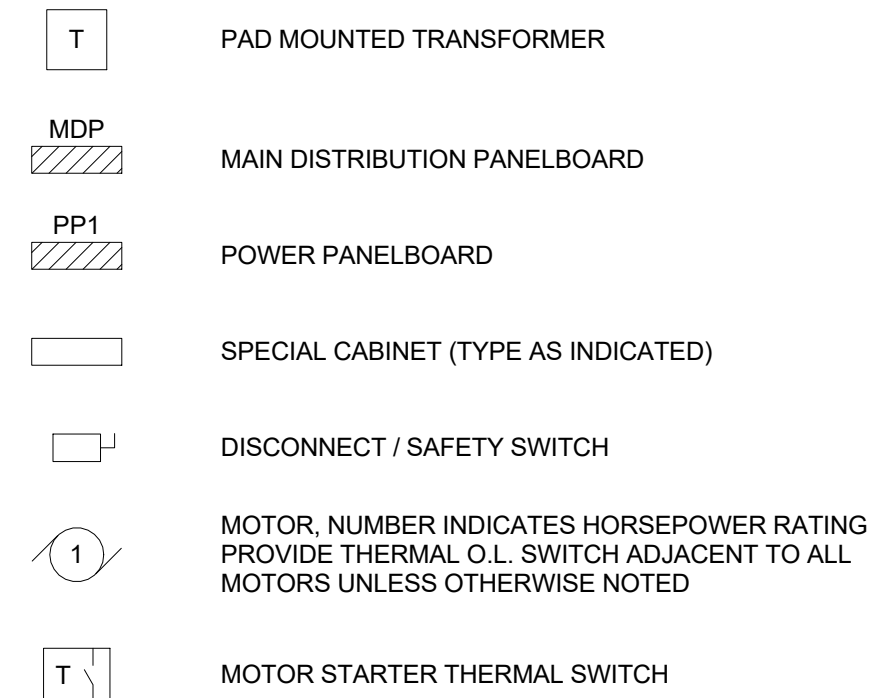 T PAD MOUNTED TRANSFORMER
MDP
MAIN DISTRIBUTION PANELBOARD
PP1
POWER PANELBOARD
SPECIAL CABINET (TYPE AS INDICATED)
DISCONNECT / SAFETY SWITCH
MOTOR, NUMBER INDICATES HORSEPOWER RATING
1 PROVIDE THERMAL O.L. SWITCH ADJACENT TO ALL
MOTORS UNLESS OTHERWISE NOTED
T MOTOR STARTER THERMAL SWITCH